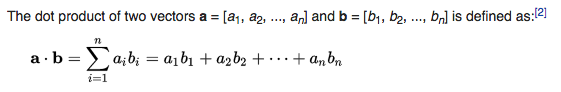 The dot product of two vectors a = [a₁, a₂, ..., aₙ] and b = [b₁, b₂, ..., bₙ] is defined as:[2]
a · b = ∑ᵢ₌₁ⁿ aᵢbᵢ = a₁b₁ + a₂b₂ + ⋯ + aₙbₙ